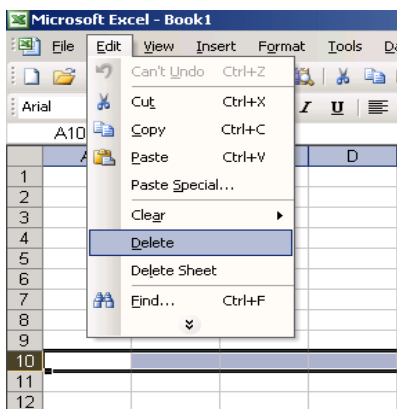 Microsoft Excel - Book1
File Edit View Insert Format Tools
Can't Undo Ctrl+Z
Arial
Cut Ctrl+X
I U
A10
Copy Ctrl+C
Paste Ctrl+V
D
Paste Special...
Clear
Delete
Delete Sheet
Find... Ctrl+F
1
2
3
4
5
6
7
8
9
10
11
12